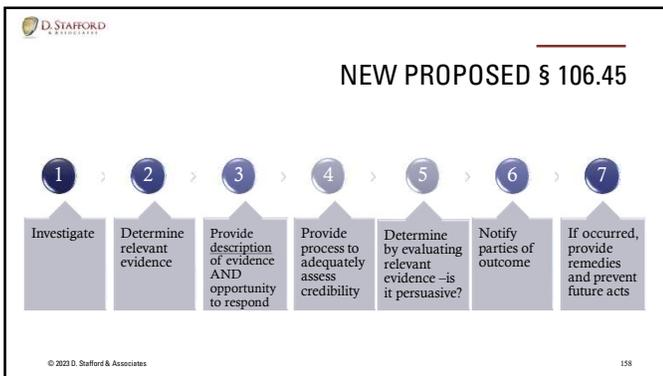 D. STAFFORD
& ASSOCIATES
NEW PROPOSED § 106.45
1
2
3
4
5
6
7
Investigate
Determine
relevant
evidence
Provide
description
of evidence
AND
opportunity
to respond
Provide
process to
adequately
assess
credibility
Determine
by evaluating
relevant
evidence –is
it persuasive?
Notify
parties of
outcome
If occurred,
provide
remedies
and prevent
future acts
© 2023 D. Stafford & Associates
158